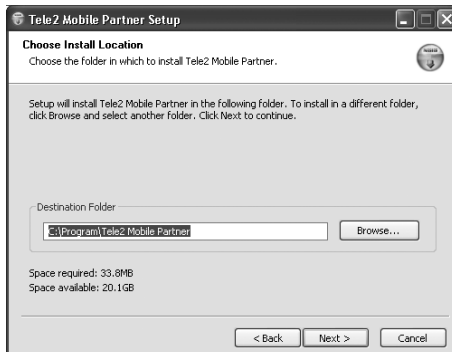 Tele2 Mobile Partner Setup
Choose Install Location
Choose the folder in which to install Tele2 Mobile Partner.
Setup will install Tele2 Mobile Partner in the following folder. To install in a different folder,
click Browse and select another folder. Click Next to continue.
Destination Folder
C:\Program\Tele2 Mobile Partner
Browse...
Space required: 33.8MB
Space available: 20.1GB
< Back
Next >
Cancel